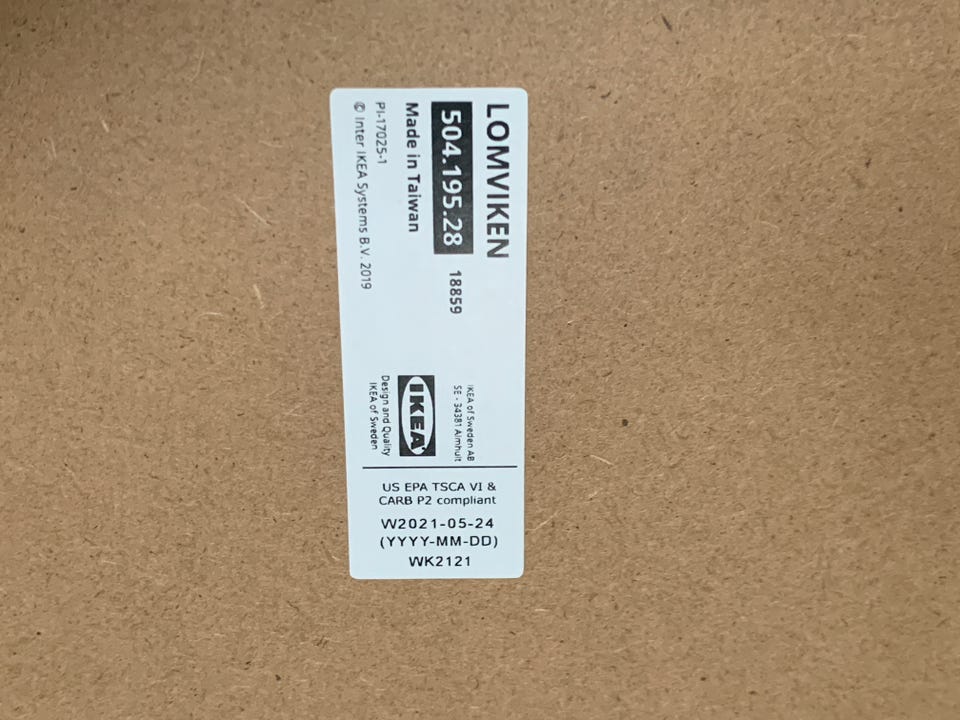 LOMVIKEN
504.195.28
18859
Made in Taiwan
PI-17025-1
© Inter IKEA Systems B.V. 2019
IKEA of Sweden AB
SE - 34381 Älmhult
IKEA
Design and Quality
IKEA of Sweden
US EPA TSCA VI &
CARB P2 compliant
W2021-05-24
(YYYY-MM-DD)
WK2121